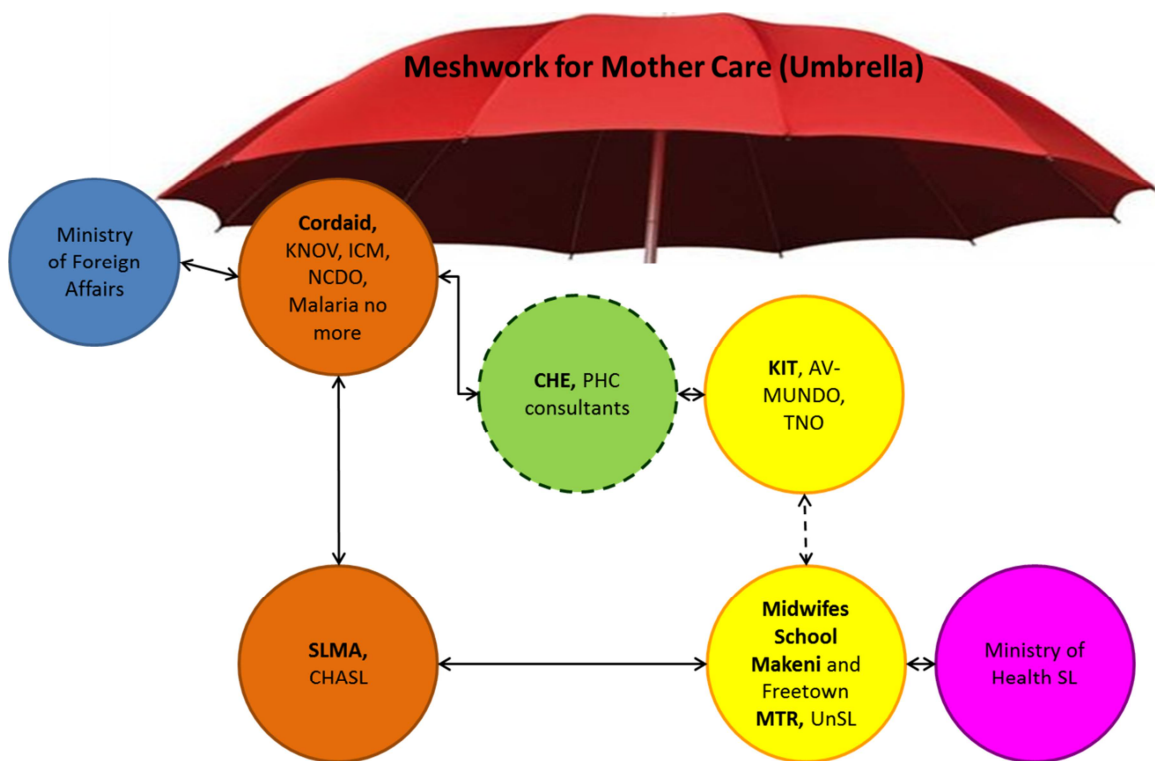 Meshwork for Mother Care (Umbrella)
Ministry
of Foreign
Affairs
Cordaid,
KNOV, ICM,
NCDO,
Malaria no
more
CHE, PHC
consultants
KIT, AV-
MUNDO,
TNO
SLMA,
CHASL
Midwifes
School
Makeni and
Freetown
MTR, UnSL
Ministry of
Health SL